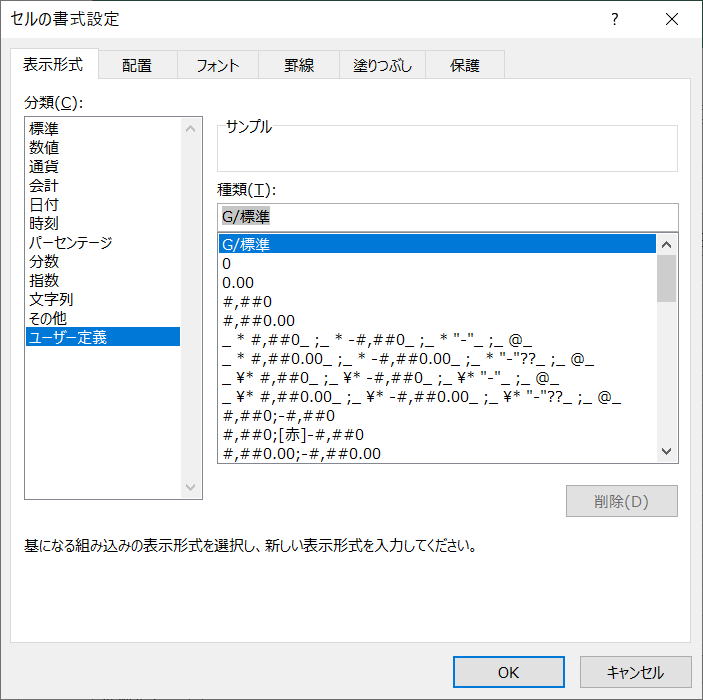 セルの書式設定
?
表示形式 配置 フォント 罫線 塗りつぶし 保護
分類(C):
標準
数値
通貨
会計
日付
時刻
パーセンテージ
分数
指数
文字列
その他
ユーザー定義
サンプル
種類(T):
G/標準
G/標準
0
0.00
#,##0
#,##0.00
_ * #,##0_ ;_ * -#,##0_ ;_ * "-"_ ;_ @_
_ * #,##0.00_ ;_ * -#,##0.00_ ;_ * "-"??_ ;_ @_
_ ¥* #,##0_ ;_ ¥* -#,##0_ ;_ ¥* "-"_ ;_ @_
_ ¥* #,##0.00_ ;_ ¥* -#,##0.00_ ;_ ¥* "-"??_ ;_ @_
#,##0;-#,##0
#,##0;[赤]-#,##0
#,##0.00;-#,##0.00
削除(D)
基になる組み込みの表示形式を選択し、新しい表示形式を入力してください。
OK キャンセル